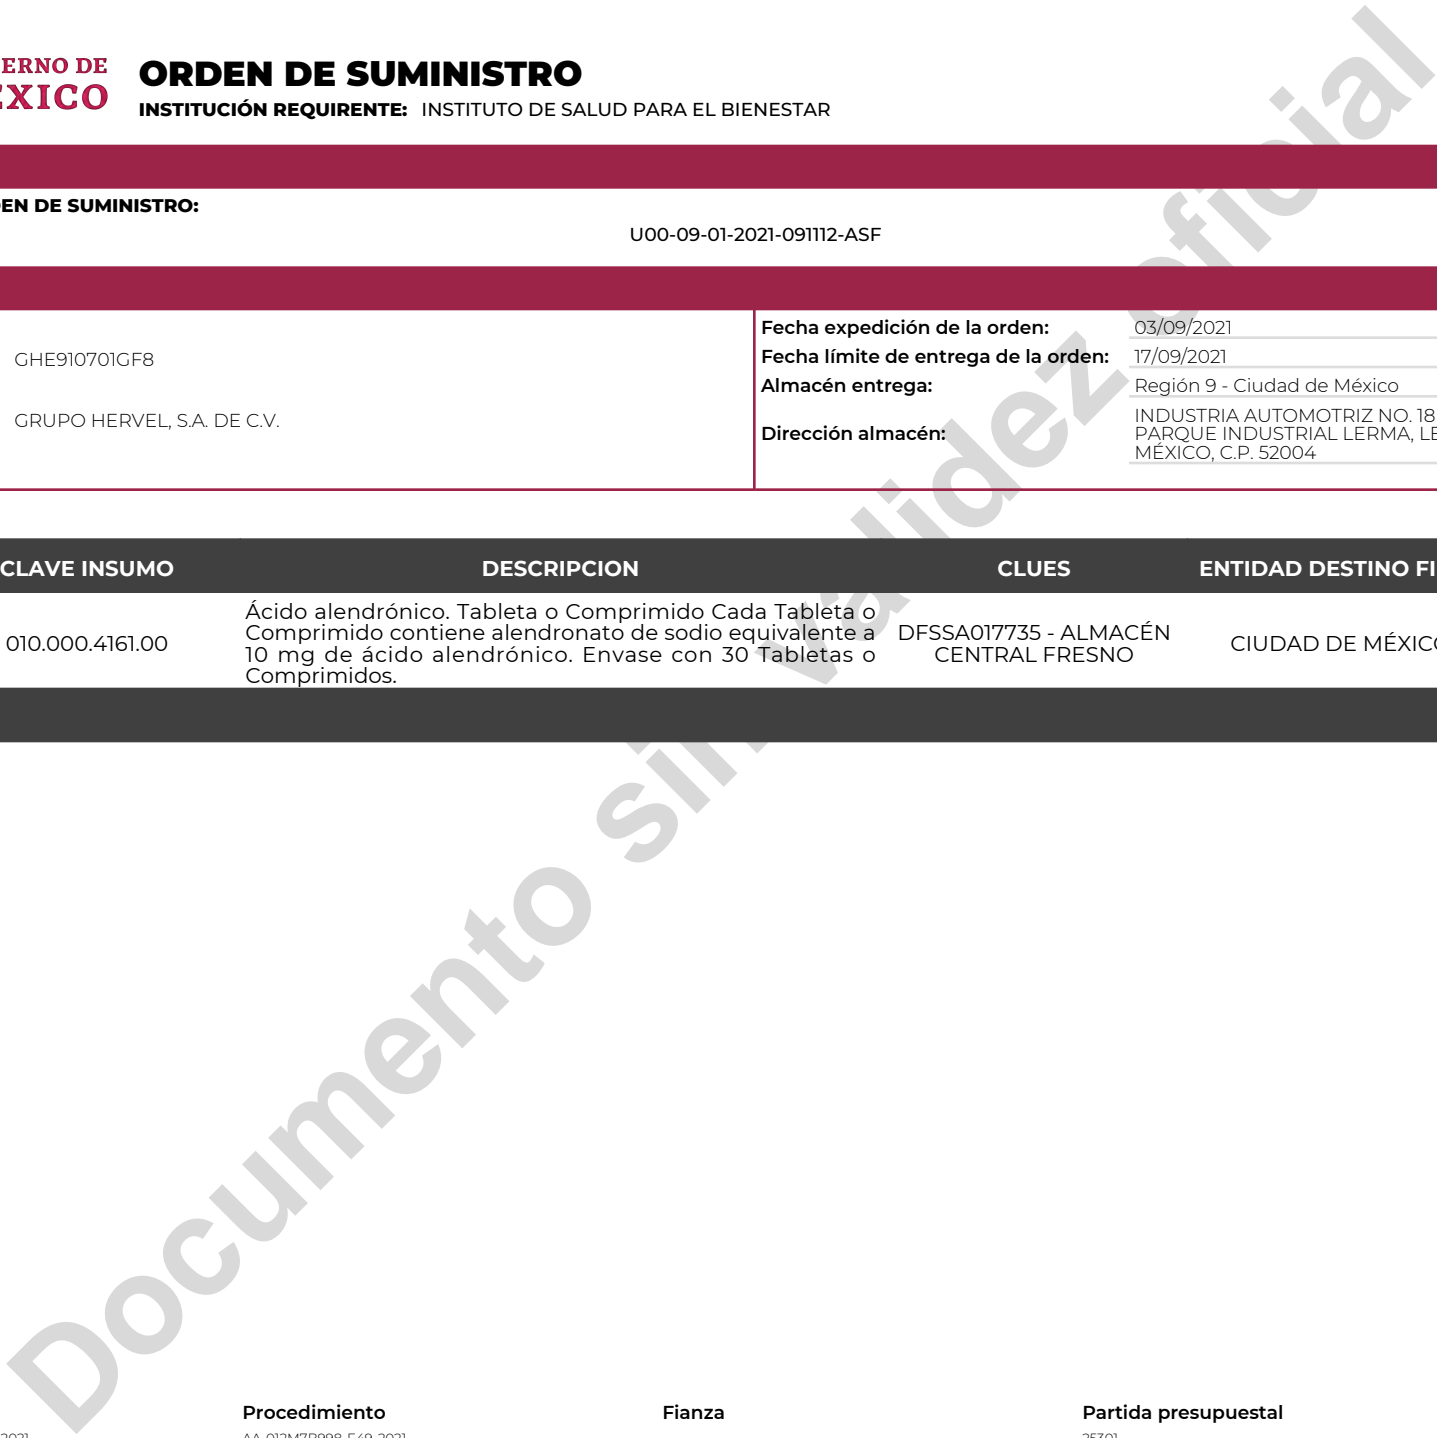 ERNO DE
ORDEN DE SUMINISTRO
INSTITUCIÓN REQUIRENTE: INSTITUTO DE SALUD PARA EL BIENESTAR
EN DE SUMINISTRO:
U00-09-01-2021-091112-ASF
GHE910701GF8
GRUPO HERVEL, S.A. DE C.V.
Fecha expedición de la orden: 03/09/2021
Fecha límite de entrega de la orden: 17/09/2021
Almacén entrega: Región 9 - Ciudad de México
Dirección almacén:
INDUSTRIA AUTOMOTRIZ NO. 18
PARQUE INDUSTRIAL LERMA, LE
MÉXICO, C.P. 52004
CLAVE INSUMO DESCRIPCION CLUES ENTIDAD DESTINO FI
010.000.4161.00
Ácido alendrónico. Tableta o Comprimido Cada Tableta o
Comprimido contiene alendronato de sodio equivalente a
10 mg de ácido alendrónico. Envase con 30 Tabletas o
Comprimidos.
DFSSA017735 - ALMACÉN
CENTRAL FRESNO
CIUDAD DE MÉXICO
Documento sin validez oficial
Procedimiento Fianza Partida presupuestal